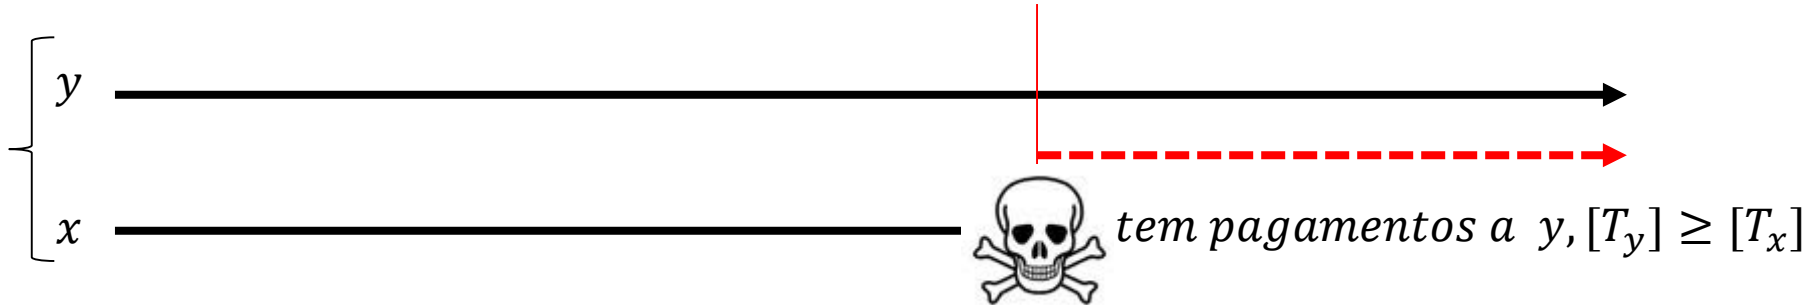 y
x
tem pagamentos a y, [T_y] ≥ [T_x]